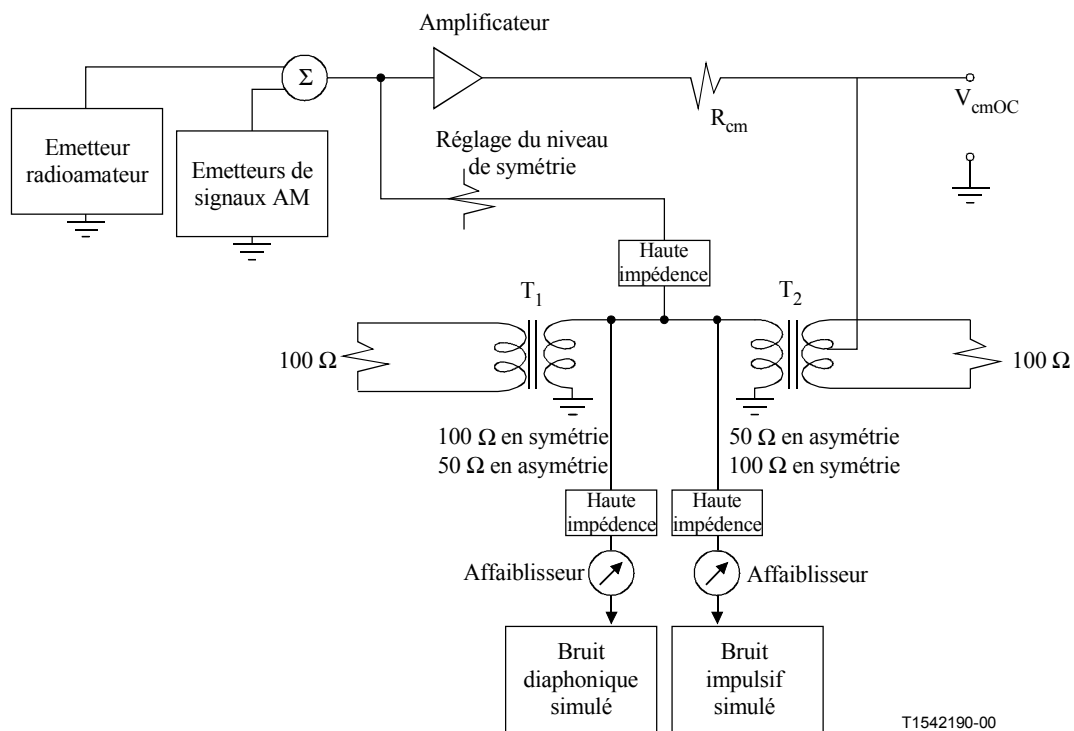 Amplificateur
Σ
V_cmOC
R_cm
Emetteur
radioamateur
Emetteurs de
signaux AM
Réglage du niveau
de symétrie
Haute
impédence
T_1
T_2
100 Ω
100 Ω
100 Ω en symétrie
50 Ω en asymétrie
50 Ω en asymétrie
100 Ω en symétrie
Haute
impédence
Haute
impédence
Affaiblisseur
Affaiblisseur
Bruit
diaphonique
simulé
Bruit
impulsif
simulé
T1542190-00